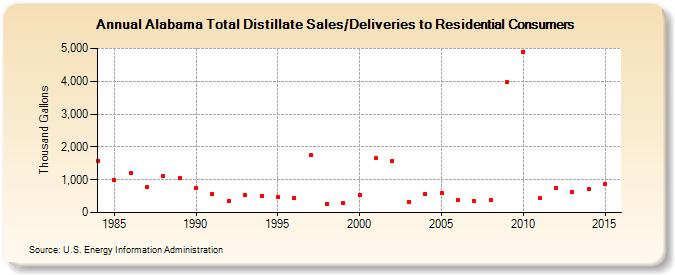 Annual Alabama Total Distillate Sales/Deliveries to Residential Consumers
Thousand Gallons
5,000
4,000
3,000
2,000
1,000
0
1985 1990 1995 2000 2005 2010 2015
Source: U.S. Energy Information Administration